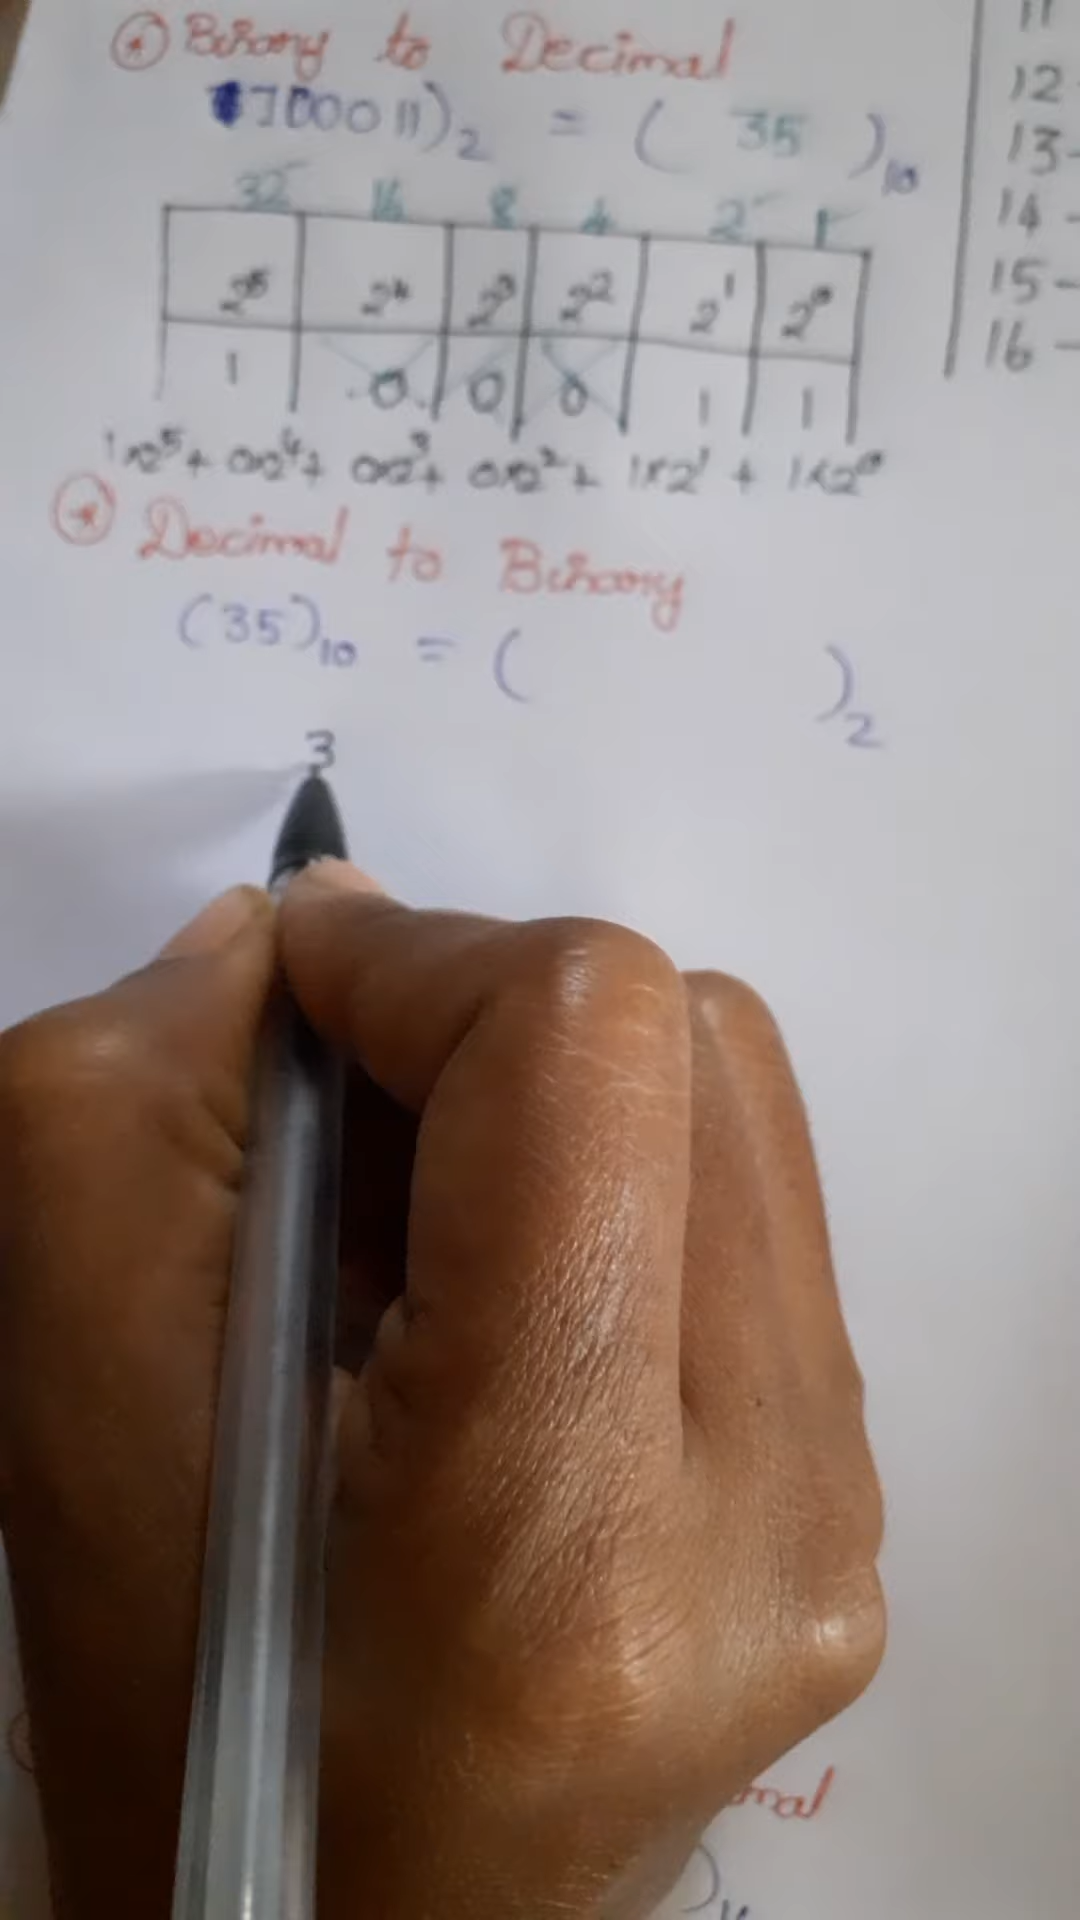 * Binary to Decimal
100011)₂ = ( 35 )₁₀
32 16 8 4 2 1
2⁵ 2⁴ 2³ 2² 2¹ 2⁰
1 0 0 0 1 1
1×2⁵ + 0×2⁴ + 0×2³ + 0×2² + 1×2¹ + 1×2⁰
* Decimal to Binary
(35)₁₀ = ( )₂
3
mal
)
11
12-
13-
14-
15-
16-